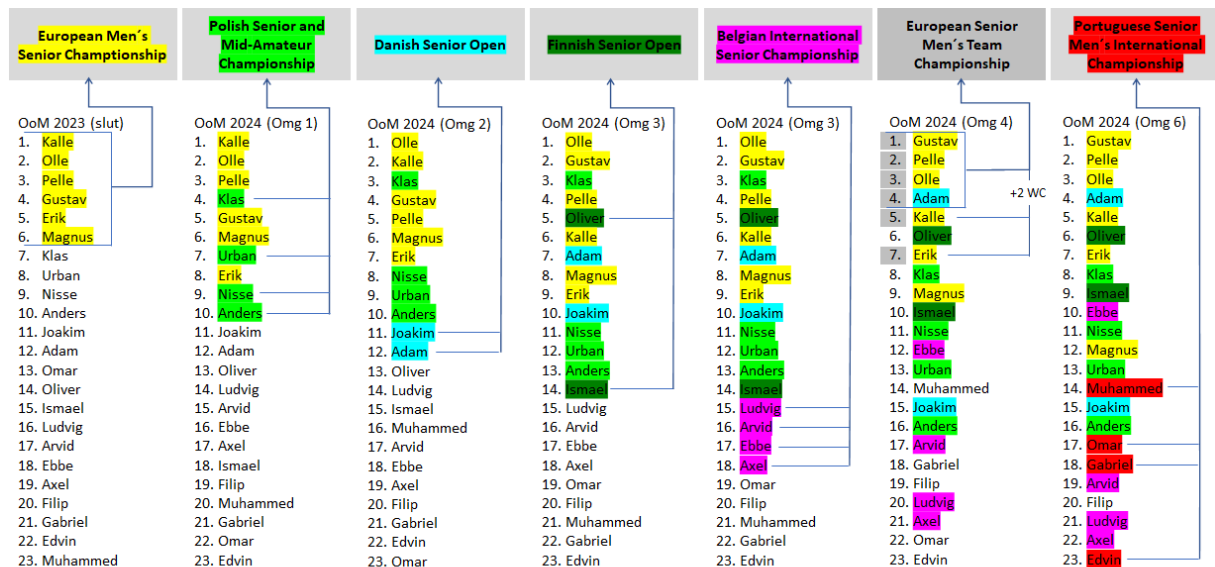 European Men´s
Senior Champtionship
OoM 2023 (slut)
1. Kalle
2. Olle
3. Pelle
4. Gustav
5. Erik
6. Magnus
7. Klas
8. Urban
9. Nisse
10. Anders
11. Joakim
12. Adam
13. Omar
14. Oliver
15. Ismael
16. Ludvig
17. Arvid
18. Ebbe
19. Axel
20. Filip
21. Gabriel
22. Edvin
23. Muhammed
Polish Senior and
Mid-Amateur
Championship
OoM 2024 (Omg 1)
1. Kalle
2. Olle
3. Pelle
4. Klas
5. Gustav
6. Magnus
7. Urban
8. Erik
9. Nisse
10. Anders
11. Joakim
12. Adam
13. Oliver
14. Ludvig
15. Arvid
16. Ebbe
17. Axel
18. Ismael
19. Filip
20. Muhammed
21. Gabriel
22. Omar
23. Edvin
Danish Senior Open
OoM 2024 (Omg 2)
1. Olle
2. Kalle
3. Klas
4. Gustav
5. Pelle
6. Magnus
7. Erik
8. Nisse
9. Urban
10. Anders
11. Joakim
12. Adam
13. Oliver
14. Ludvig
15. Ismael
16. Muhammed
17. Arvid
18. Ebbe
19. Axel
20. Filip
21. Gabriel
22. Edvin
23. Omar
Finnish Senior Open
OoM 2024 (Omg 3)
1. Olle
2. Gustav
3. Klas
4. Pelle
5. Oliver
6. Kalle
7. Adam
8. Magnus
9. Erik
10. Joakim
11. Nisse
12. Urban
13. Anders
14. Ismael
15. Ludvig
16. Arvid
17. Ebbe
18. Axel
19. Omar
20. Filip
21. Muhammed
22. Gabriel
23. Edvin
Belgian International
Senior Championship
OoM 2024 (Omg 3)
1. Olle
2. Gustav
3. Klas
4. Pelle
5. Oliver
6. Kalle
7. Adam
8. Magnus
9. Erik
10. Joakim
11. Nisse
12. Urban
13. Anders
14. Ismael
15. Ludvig
16. Arvid
17. Ebbe
18. Axel
19. Omar
20. Filip
21. Muhammed
22. Gabriel
23. Edvin
European Senior
Men´s Team
Championship
OoM 2024 (Omg 4)
1. Gustav
2. Pelle
3. Olle
4. Adam
5. Kalle
6. Oliver
7. Erik
8. Klas
9. Magnus
10. Ismael
11. Nisse
12. Ebbe
13. Urban
14. Muhammed
15. Joakim
16. Anders
17. Arvid
18. Gabriel
19. Filip
20. Ludvig
21. Axel
22. Omar
23. Edvin
+2 WC
Portuguese Senior
Men´s International
Championship
OoM 2024 (Omg 6)
1. Gustav
2. Pelle
3. Olle
4. Adam
5. Kalle
6. Oliver
7. Erik
8. Klas
9. Ismael
10. Ebbe
11. Nisse
12. Magnus
13. Urban
14. Muhammed
15. Joakim
16. Anders
17. Omar
18. Gabriel
19. Arvid
20. Filip
21. Ludvig
22. Axel
23. Edvin